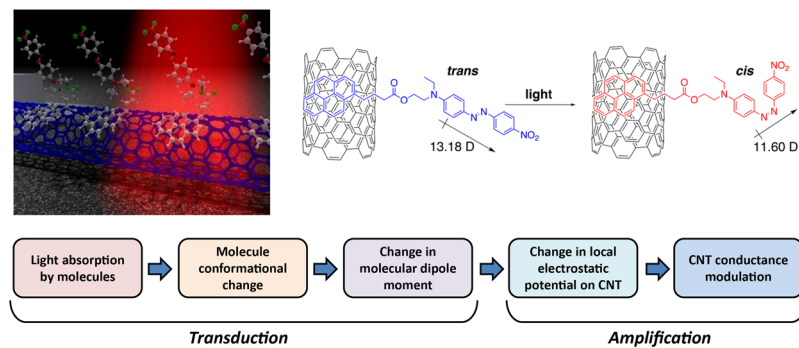 trans
O
O
N
N
N
NO2
13.18 D
light
cis
O
O
N
N
N
NO2
11.60 D
Light absorption
by molecules
Molecule
conformational
change
Change in
molecular dipole
moment
Change in local
electrostatic
potential on CNT
CNT conductance
modulation
Transduction
Amplification